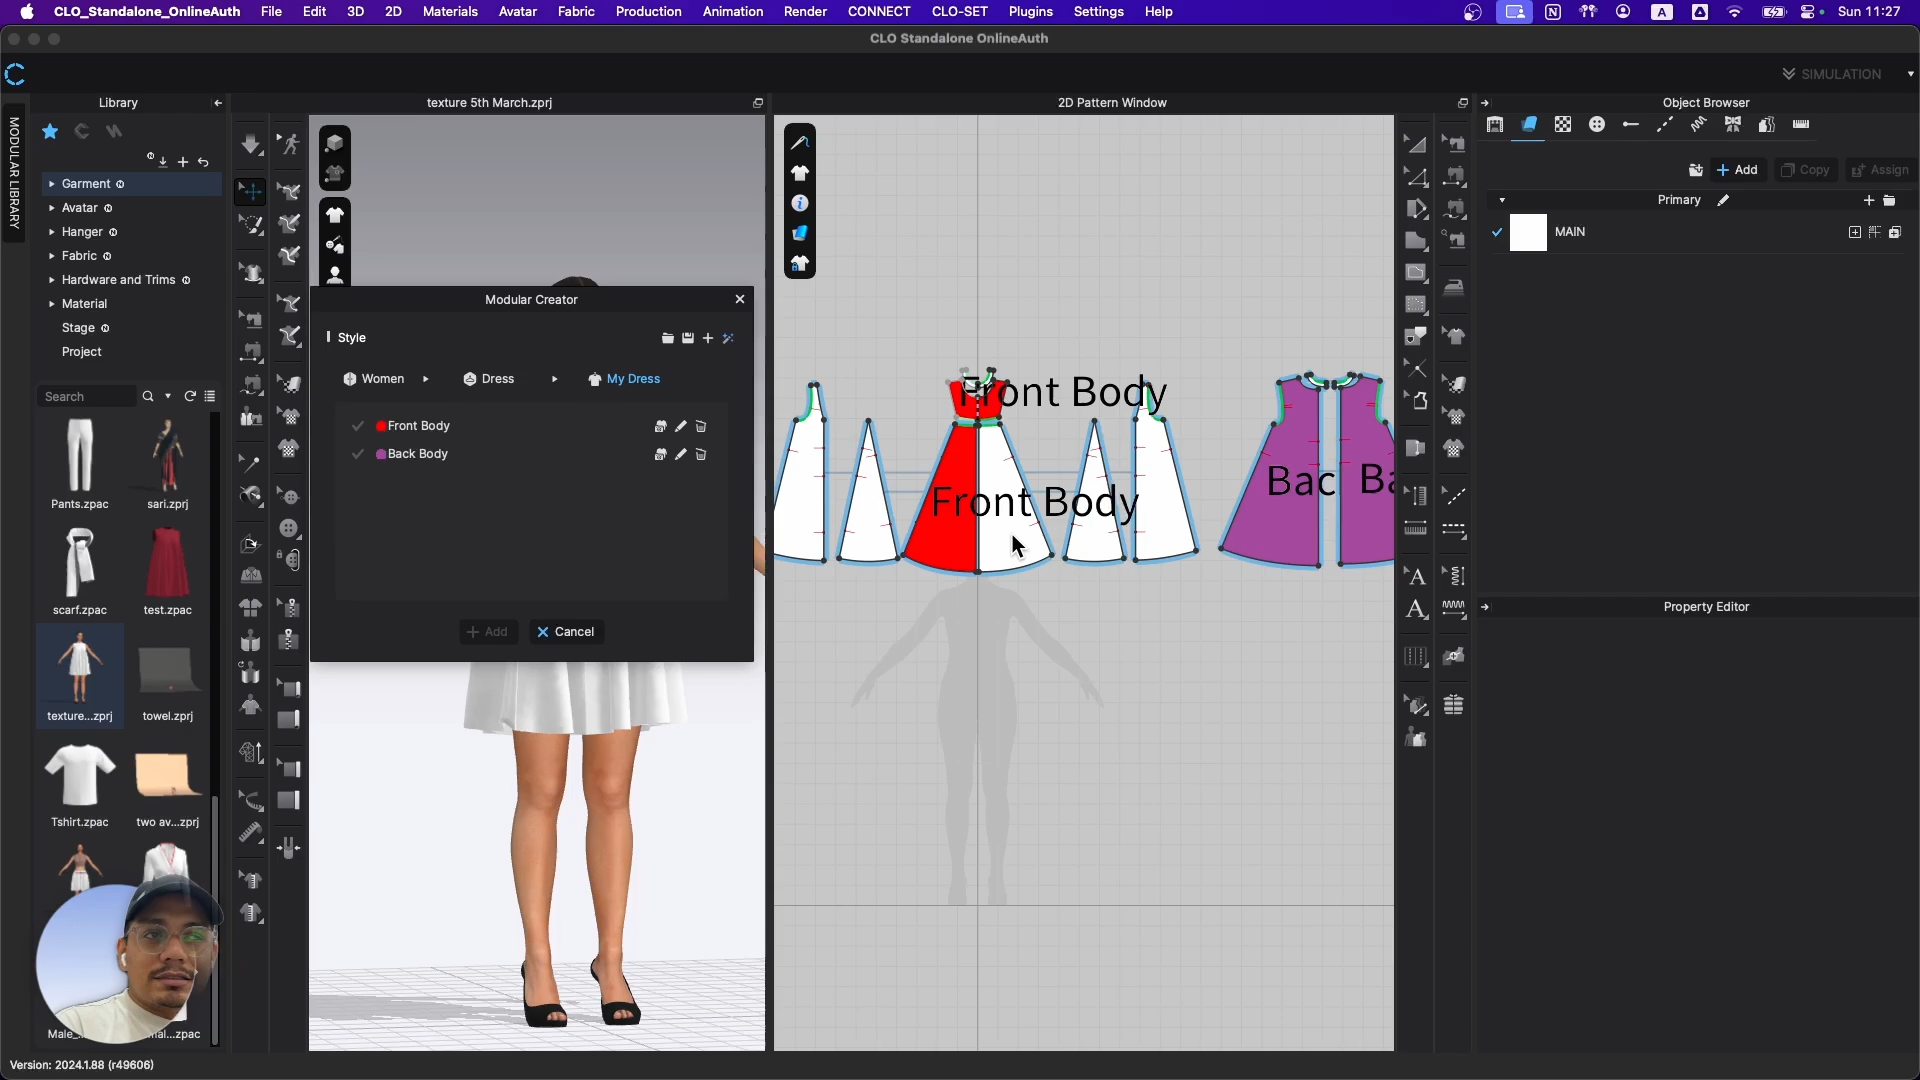 CLO_Standalone_OnlineAuth File Edit 3D 2D Materials Avatar Fabric Production Animation Render CONNECT CLO-SET Plugins Settings Help A Sun 11:27
CLO Standalone OnlineAuth
SIMULATION
Library
texture 5th March.zprj
2D Pattern Window
Object Browser
MODULAR LIBRARY
Garment
Avatar
Hanger
Fabric
Hardware and Trims
Material
Stage
Project
Search
Pants.zpac
sari.zprj
scarf.zpac
test.zpac
texture...zprj
towel.zprj
Tshirt.zpac
two av...zprj
Male_
al...zpac
Modular Creator
Style
Women
Dress
My Dress
Front Body
Back Body
Add
Cancel
Front Body
Front Body
Bac
Ba
Add
Copy
Assign
Primary
MAIN
Property Editor
Version: 2024.1.88 (r49606)